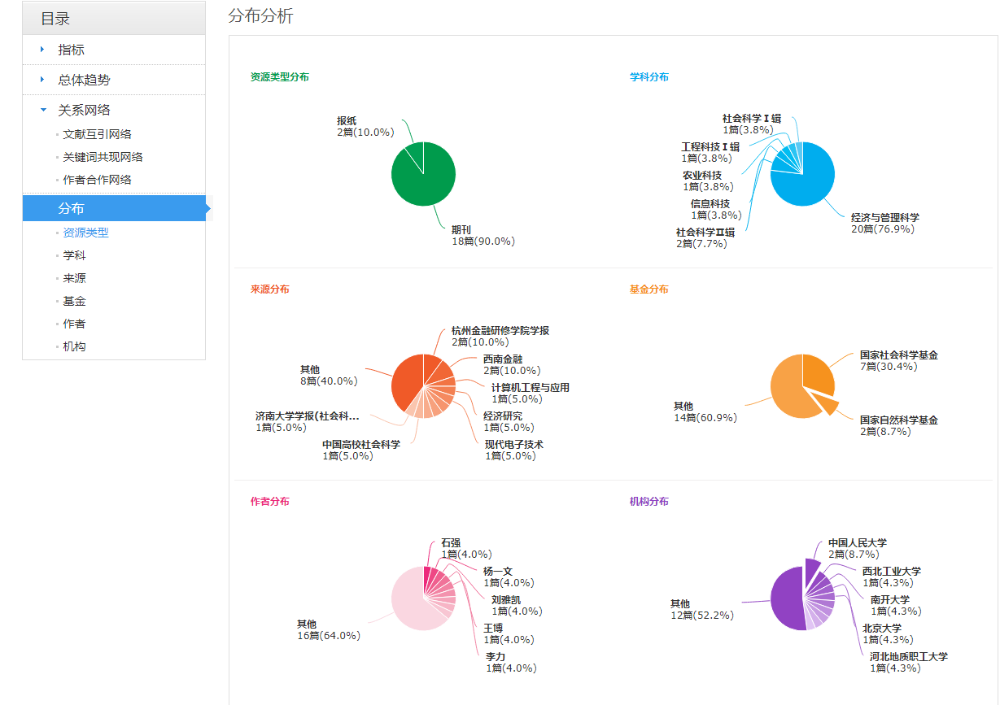 目录
指标
总体趋势
关系网络
文献互引网络
关键词共现网络
作者合作网络
分布
资源类型
学科
来源
基金
作者
机构
分布分析
资源类型分布
报纸
2篇(10.0%)
期刊
18篇(90.0%)
学科分布
社会科学Ⅰ辑
1篇(3.8%)
工程科技Ⅰ辑
1篇(3.8%)
农业科技
1篇(3.8%)
信息科技
1篇(3.8%)
社会科学Ⅱ辑
2篇(7.7%)
经济与管理科学
20篇(76.9%)
来源分布
杭州金融研修学院学报
2篇(10.0%)
西南金融
2篇(10.0%)
计算机工程与应用
1篇(5.0%)
经济研究
1篇(5.0%)
现代电子技术
1篇(5.0%)
中国高校社会科学
1篇(5.0%)
济南大学学报(社会科...
1篇(5.0%)
其他
8篇(40.0%)
基金分布
国家社会科学基金
7篇(30.4%)
国家自然科学基金
2篇(8.7%)
其他
14篇(60.9%)
作者分布
石强
1篇(4.0%)
杨一文
1篇(4.0%)
刘雅凯
1篇(4.0%)
王博
1篇(4.0%)
李力
1篇(4.0%)
其他
16篇(64.0%)
机构分布
中国人民大学
2篇(8.7%)
西北工业大学
1篇(4.3%)
南开大学
1篇(4.3%)
北京大学
1篇(4.3%)
河北地质职工大学
1篇(4.3%)
其他
12篇(52.2%)